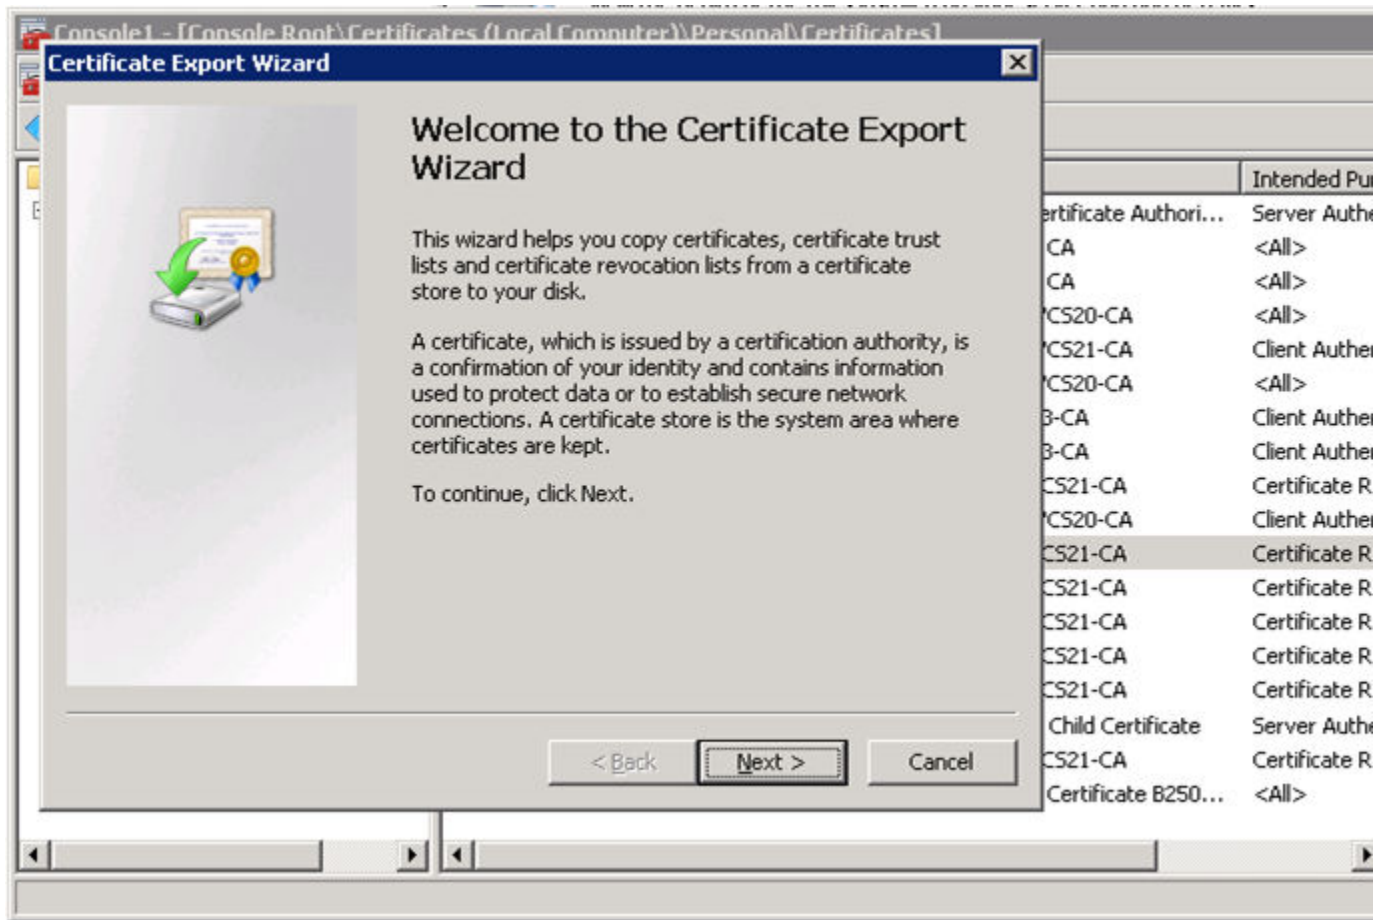 Console1 - [Console Root\Certificates (Local Computer)\Personal\Certificates]
Certificate Export Wizard
Welcome to the Certificate Export
Wizard
This wizard helps you copy certificates, certificate trust
lists and certificate revocation lists from a certificate
store to your disk.
A certificate, which is issued by a certification authority, is
a confirmation of your identity and contains information
used to protect data or to establish secure network
connections. A certificate store is the system area where
certificates are kept.
To continue, click Next.
< Back
Next >
Cancel
Intended Pur
ertificate Authori... Server Authe
CA <All>
CA <All>
CS20-CA <All>
CS21-CA Client Authen
CS20-CA <All>
3-CA Client Authen
3-CA Client Authen
CS21-CA Certificate R
CS20-CA Client Authen
CS21-CA Certificate R
CS21-CA Certificate R
CS21-CA Certificate R
CS21-CA Certificate R
CS21-CA Certificate R
Child Certificate Server Authe
CS21-CA Certificate R
Certificate B250... <All>